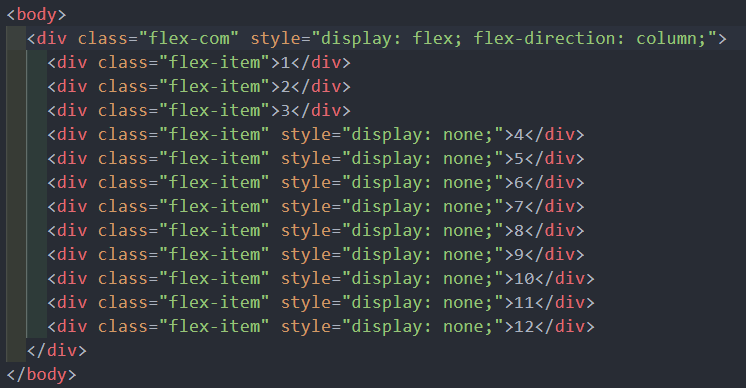 <body>
<div class="flex-com" style="display: flex; flex-direction: column;">
<div class="flex-item">1</div>
<div class="flex-item">2</div>
<div class="flex-item">3</div>
<div class="flex-item" style="display: none;">4</div>
<div class="flex-item" style="display: none;">5</div>
<div class="flex-item" style="display: none;">6</div>
<div class="flex-item" style="display: none;">7</div>
<div class="flex-item" style="display: none;">8</div>
<div class="flex-item" style="display: none;">9</div>
<div class="flex-item" style="display: none;">10</div>
<div class="flex-item" style="display: none;">11</div>
<div class="flex-item" style="display: none;">12</div>
</div>
</body>